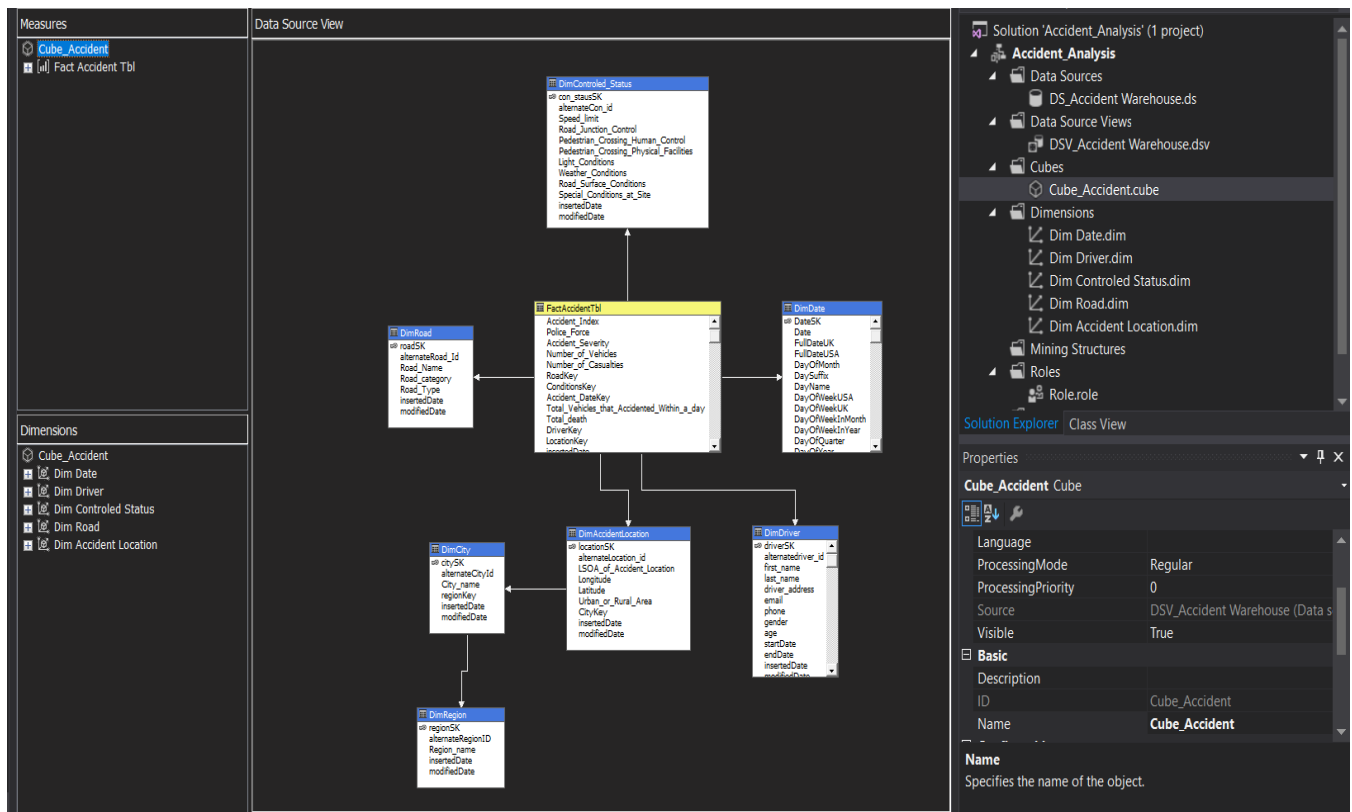 Measures
Cube_Accident
Fact Accident Tbl
Dimensions
Cube_Accident
Dim Date
Dim Driver
Dim Controled Status
Dim Road
Dim Accident Location
Data Source View
DimControled_Status
con_stausSK
alternateCon_id
Speed_limit
Road_Junction_Control
Pedestrian_Crossing_Human_Control
Pedestrian_Crossing_Physical_Facilities
Light_Conditions
Weather_Conditions
Road_Surface_Conditions
Special_Conditions_at_Site
insertedDate
modifiedDate
DimRoad
roadSK
alternateRoad_Id
Road_Name
Road_category
Road_Type
insertedDate
modifiedDate
FactAccidentTbl
Accident_Index
Police_Force
Accident_Severity
Number_of_Vehicles
Number_of_Casualties
RoadKey
ConditionsKey
Accident_DateKey
Total_Vehicles_that_Accidented_Within_a_day
Total_death
DriverKey
LocationKey
insertedDate
DimDate
DateSK
Date
FullDateUK
FullDateUSA
DayOfMonth
DaySuffix
DayName
DayOfWeekUSA
DayOfWeekUK
DayOfWeekInMonth
DayOfWeekInYear
DayOfQuarter
DayOfYear
DimCity
citySK
alternateCityId
City_name
regionKey
insertedDate
modifiedDate
DimAccidentLocation
locationSK
alternateLocation_id
LSOA_of_Accident_Location
Longitude
Latitude
Urban_or_Rural_Area
CityKey
insertedDate
modifiedDate
DimDriver
driverSK
alternatedriver_id
first_name
last_name
driver_address
email
phone
gender
age
startDate
endDate
insertedDate
modifiedDate
DimRegion
regionSK
alternateRegionID
Region_name
insertedDate
modifiedDate
Solution 'Accident_Analysis' (1 project)
Accident_Analysis
Data Sources
DS_Accident Warehouse.ds
Data Source Views
DSV_Accident Warehouse.dsv
Cubes
Cube_Accident.cube
Dimensions
Dim Date.dim
Dim Driver.dim
Dim Controled Status.dim
Dim Road.dim
Dim Accident Location.dim
Mining Structures
Roles
Role.role
Solution Explorer Class View
Properties
Cube_Accident Cube
Language
ProcessingMode Regular
ProcessingPriority 0
Source DSV_Accident Warehouse (Data s
Visible True
Basic
Description
ID Cube_Accident
Name Cube_Accident
Name
Specifies the name of the object.